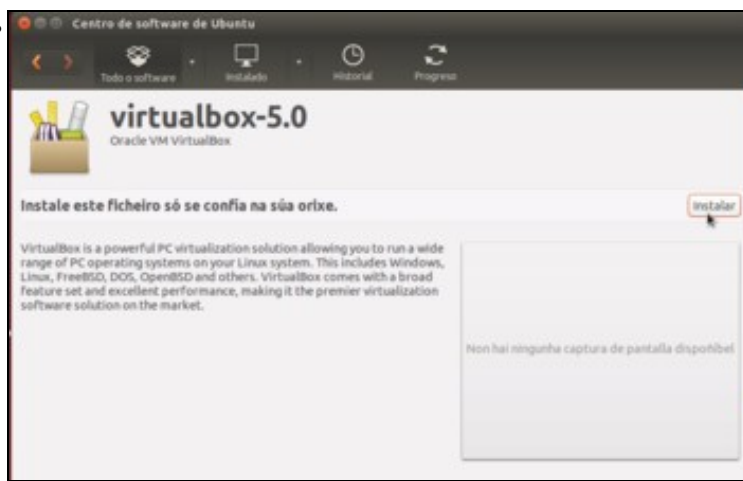 Centro de software de Ubuntu
Todo o software
Instalado
Historial
Progreso
virtualbox-5.0
Oracle VM VirtualBox
Instale este ficheiro só se confía na súa orixe.
Instalar
VirtualBox is a powerful PC virtualization solution allowing you to run a wide
range of PC operating systems on your Linux system. This includes Windows,
Linux, FreeBSD, DOS, OpenBSD and others. VirtualBox comes with a broad
feature set and excellent performance, making it the premier virtualization
software solution on the market.
Non hai ningunha captura de pantalla dispoñíbel